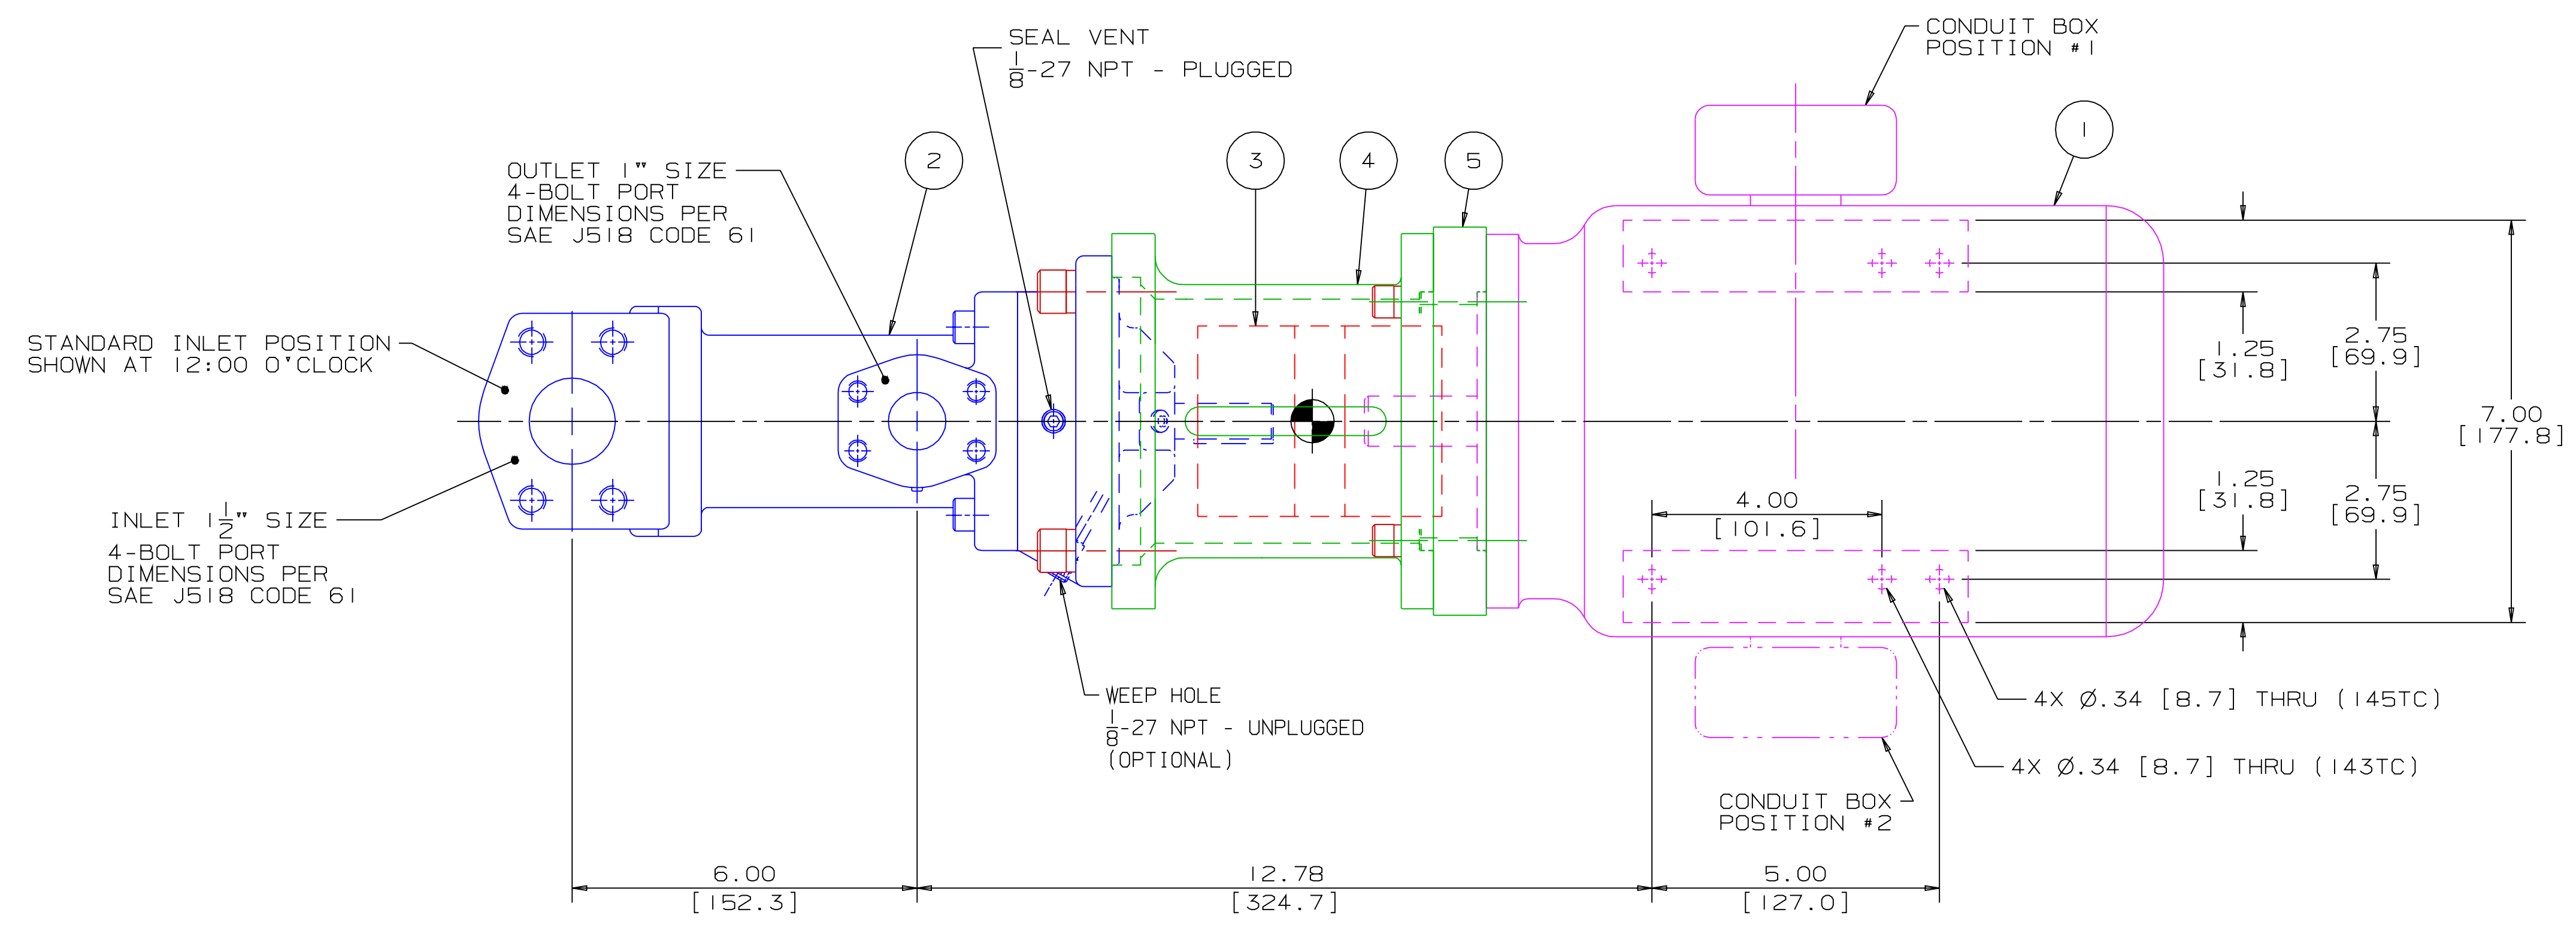 CONDUIT BOX
POSITION #1
SEAL VENT
1/8-27 NPT - PLUGGED
1
2
3
4
5
OUTLET 1" SIZE
4-BOLT PORT
DIMENSIONS PER
SAE J518 CODE 61
STANDARD INLET POSITION
SHOWN AT 12:00 O'CLOCK
1.25
[31.8]
2.75
[69.9]
7.00
[177.8]
INLET 1 1/2" SIZE
4-BOLT PORT
DIMENSIONS PER
SAE J518 CODE 61
4.00
[101.6]
1.25
[31.8]
2.75
[69.9]
WEEP HOLE
1/8-27 NPT - UNPLUGGED
(OPTIONAL)
4X Ø.34 [8.7] THRU (145TC)
4X Ø.34 [8.7] THRU (143TC)
CONDUIT BOX
POSITION #2
6.00
[152.3]
12.78
[324.7]
5.00
[127.0]